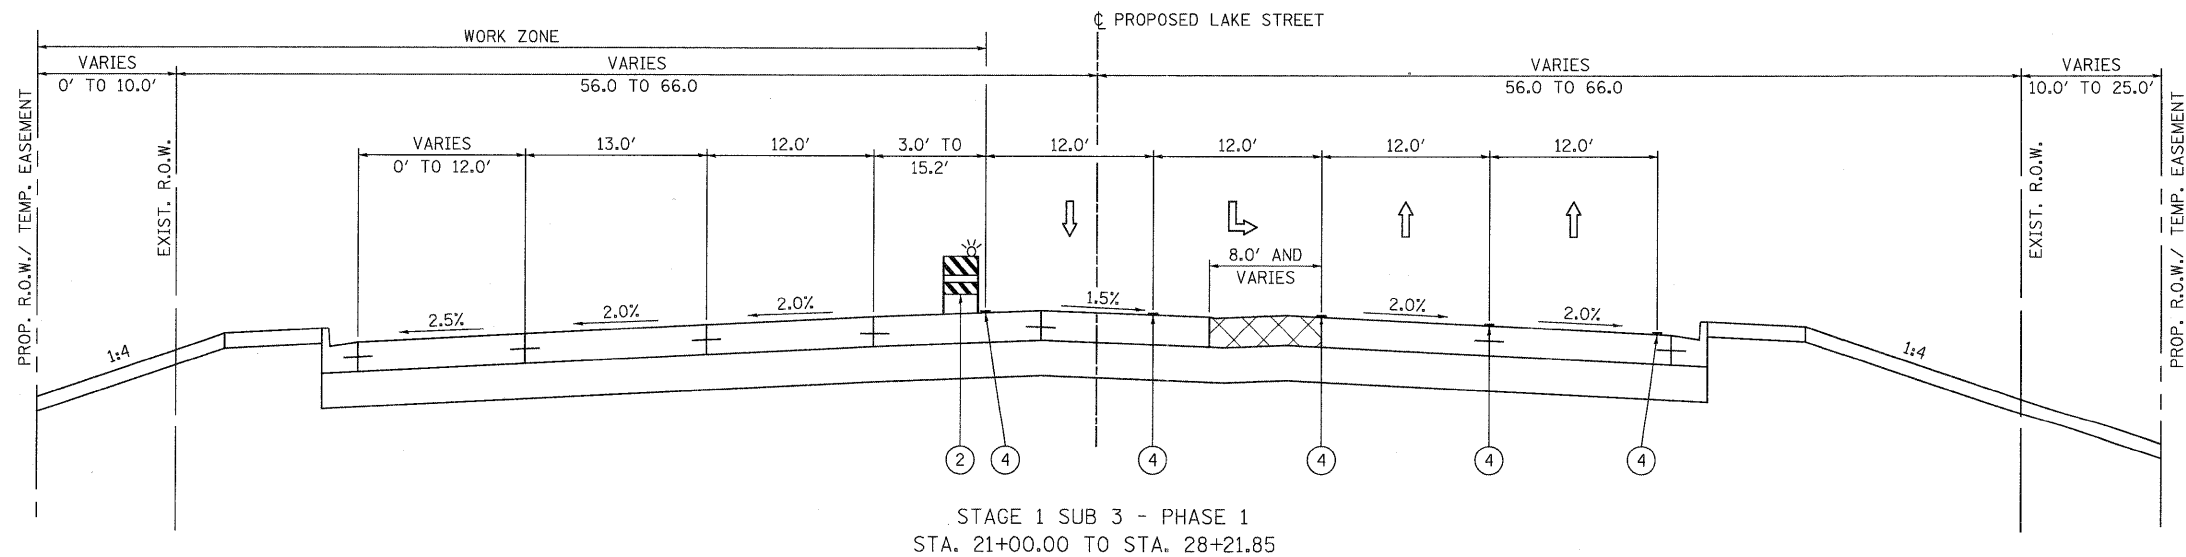 ℄ PROPOSED LAKE STREET
WORK ZONE
VARIES
0' TO 10.0'
VARIES
56.0 TO 66.0
VARIES
56.0 TO 66.0
VARIES
10.0' TO 25.0'
PROP. R.O.W./ TEMP. EASEMENT
EXIST. R.O.W.
VARIES
0' TO 12.0'
13.0'
12.0'
3.0' TO
15.2'
12.0'
12.0'
12.0'
12.0'
EXIST. R.O.W.
PROP. R.O.W./ TEMP. EASEMENT
8.0' AND
VARIES
1:4
2.5%
2.0%
2.0%
1.5%
2.0%
2.0%
1:4
2
4
4
4
4
4
STAGE 1 SUB 3 - PHASE 1
STA. 21+00.00 TO STA. 28+21.85